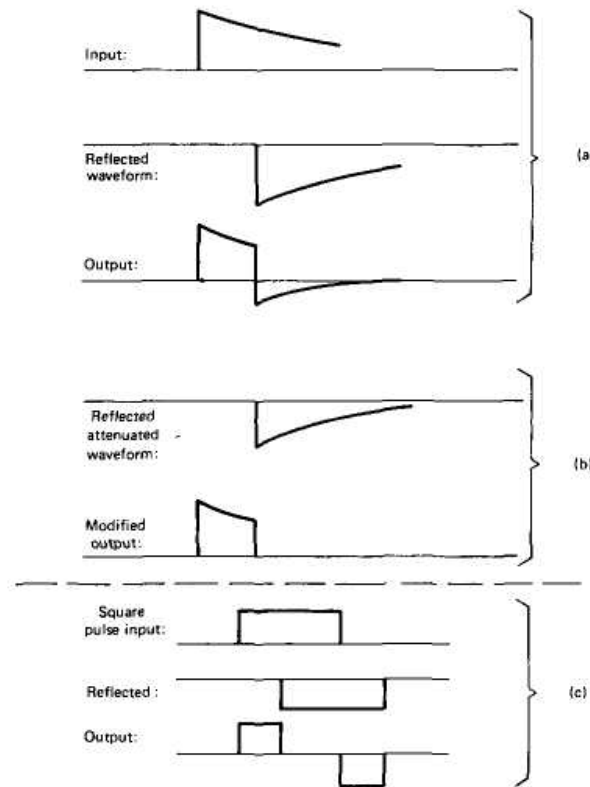 Input:
Reflected
waveform:
(a
Output:
Reflected
attenuated
waveform:
(b)
Modified
output:
Square
pulse input:
Reflected :
(c)
Output: